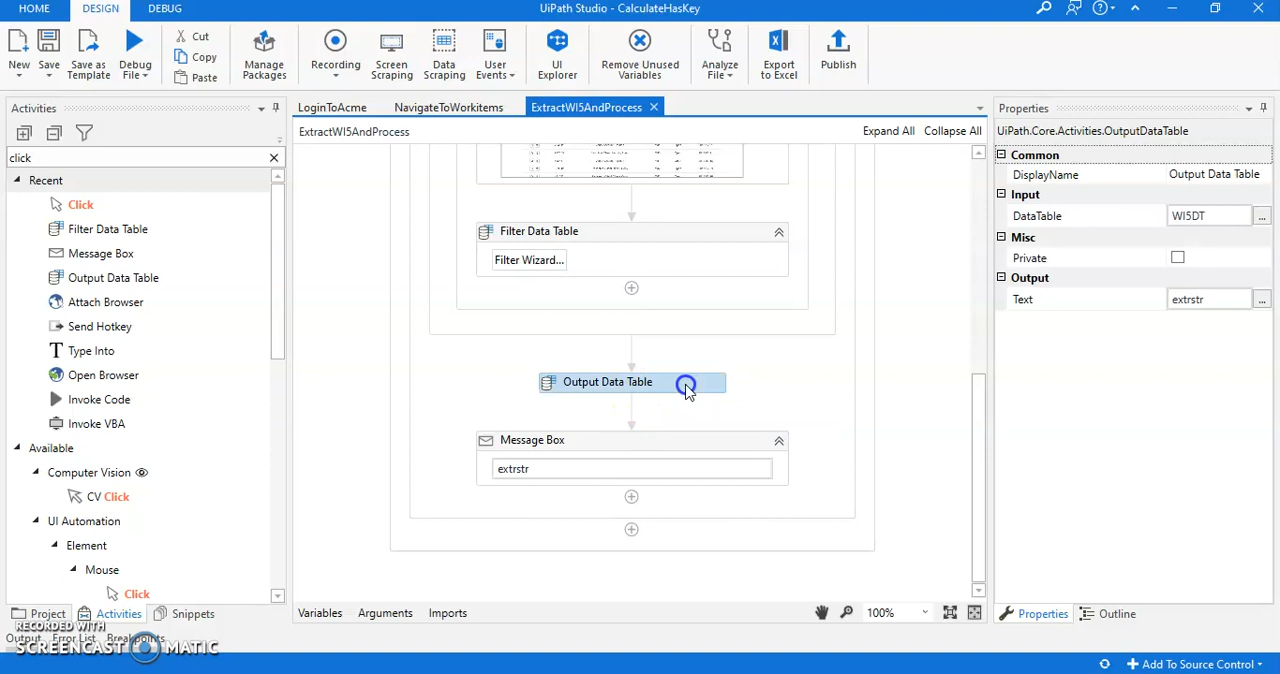 HOME DESIGN DEBUG UiPath Studio - CalculateHasKey
New Save Save as Template Debug File Cut Copy Paste Manage Packages Recording Screen Scraping Data Scraping User Events UI Explorer Remove Unused Variables Analyze File Export to Excel Publish
Activities LoginToAcme NavigateToWorkitems ExtractWI5AndProcess Properties
ExtractWI5AndProcess Expand All Collapse All UiPath.Core.Activities.OutputDataTable
click
Recent
Click
Filter Data Table
Message Box
Output Data Table
Attach Browser
Send Hotkey
Type Into
Open Browser
Invoke Code
Invoke VBA
Available
Computer Vision
CV Click
UI Automation
Element
Mouse
Click
Filter Data Table
Filter Wizard...
Output Data Table
Message Box
extrstr
Common
DisplayName Output Data Table
Input
DataTable WI5DT ...
Misc
Private
Output
Text extrstr ...
Project Activities Snippets Variables Arguments Imports 100% Properties Outline
Output Error List Breakpoints
RECORDED WITH
SCREENCAST MATIC
Add To Source Control